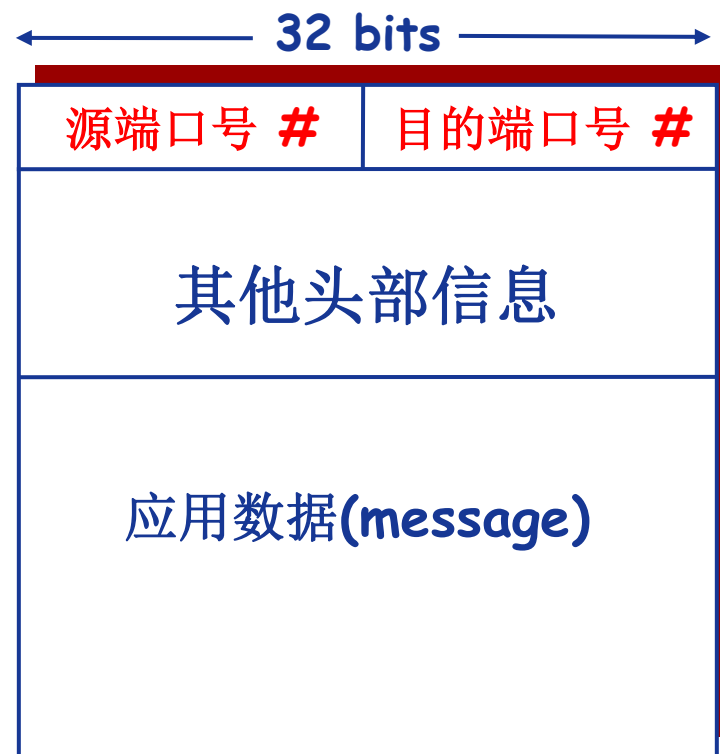 32 bits
源端口号 # 目的端口号 #
其他头部信息
应用数据(message)